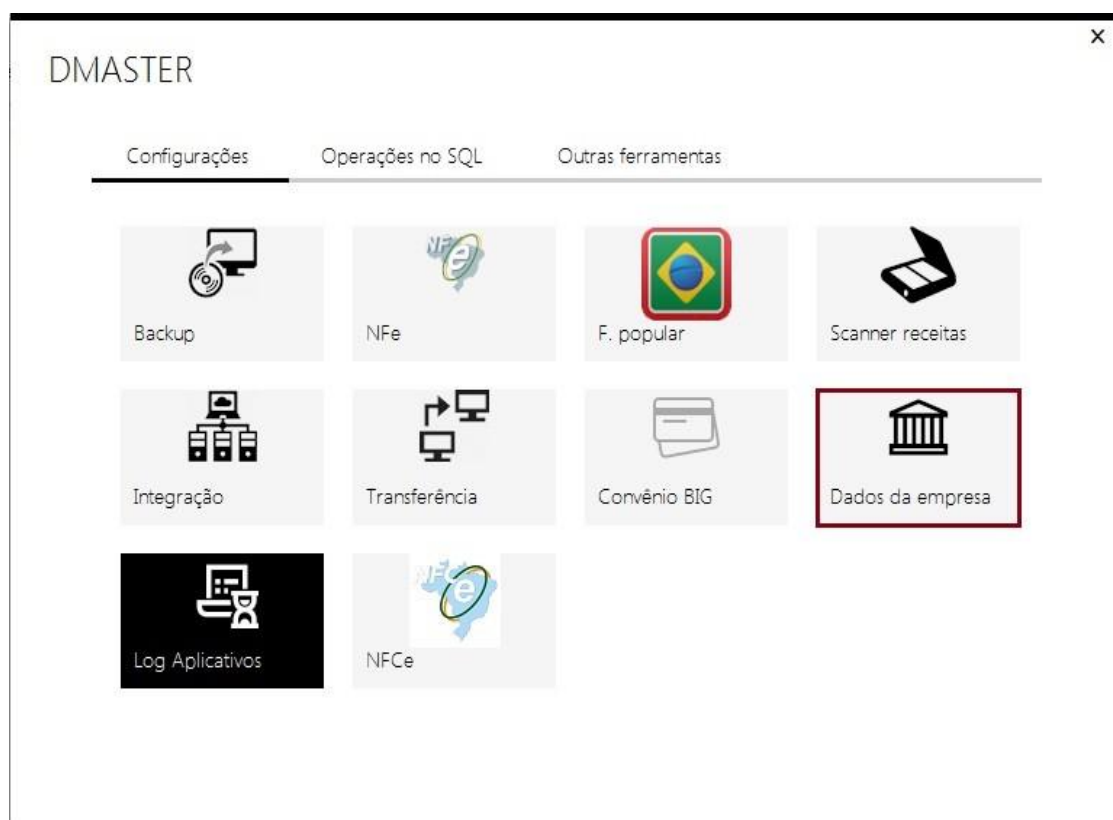 DMASTER
Configurações Operações no SQL Outras ferramentas
Backup NFe F. popular Scanner receitas
Integração Transferência Convênio BIG Dados da empresa
Log Aplicativos NFCe